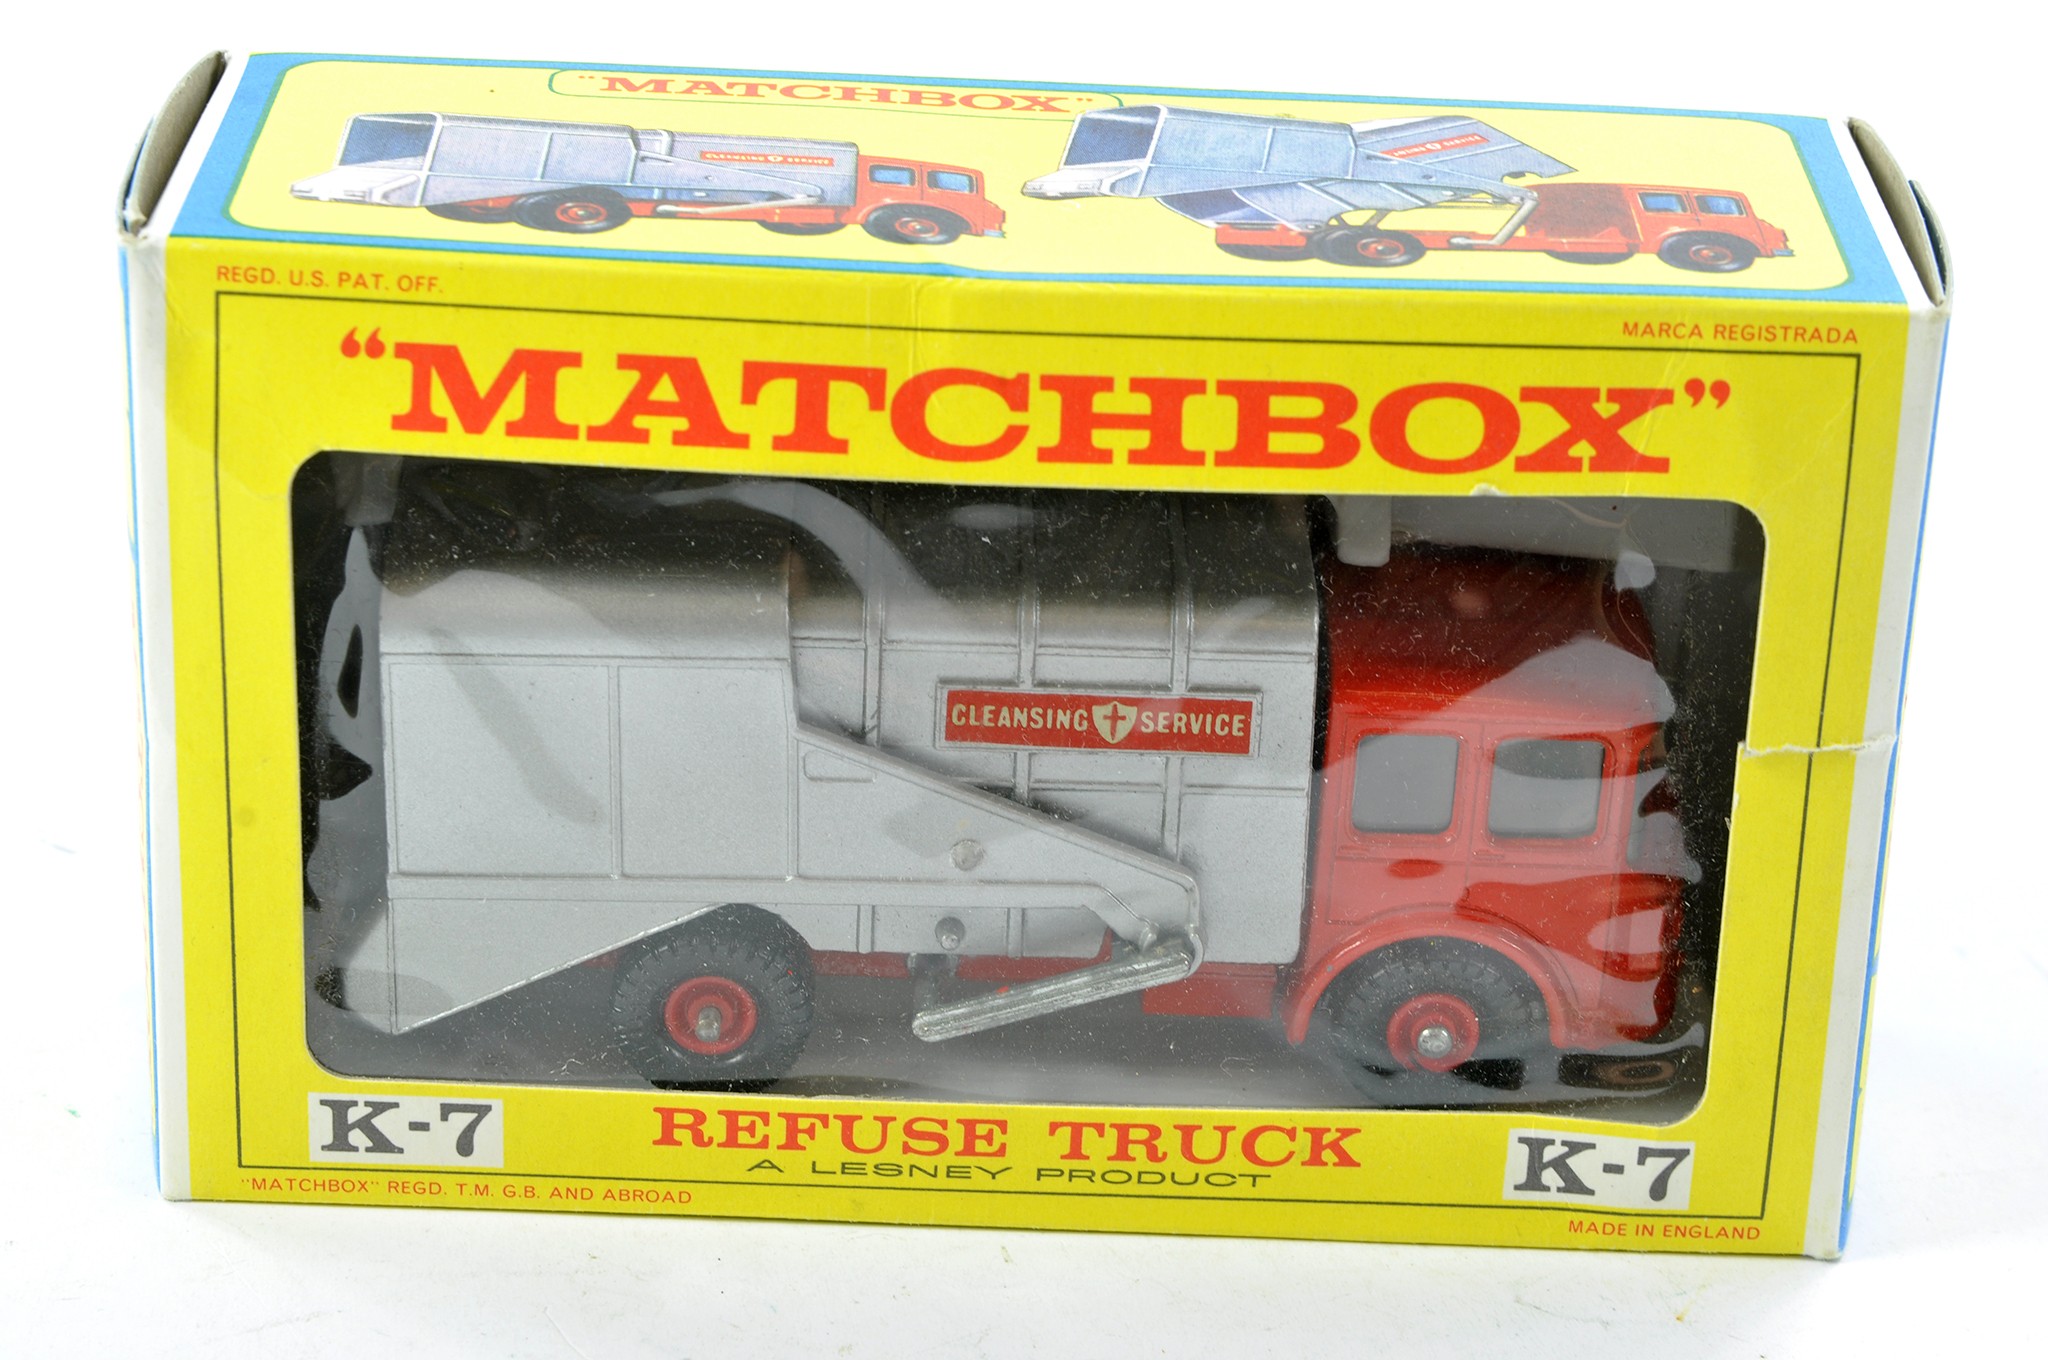 "MATCHBOX"
CLEANSING SERVICE
REGD. U.S. PAT. OFF.
MARCA REGISTRADA
"MATCHBOX"
CLEANSING SERVICE
K-7
REFUSE TRUCK
K-7
A LESNEY PRODUCT
"MATCHBOX" REGD. T.M. G.B. AND ABROAD
MADE IN ENGLAND